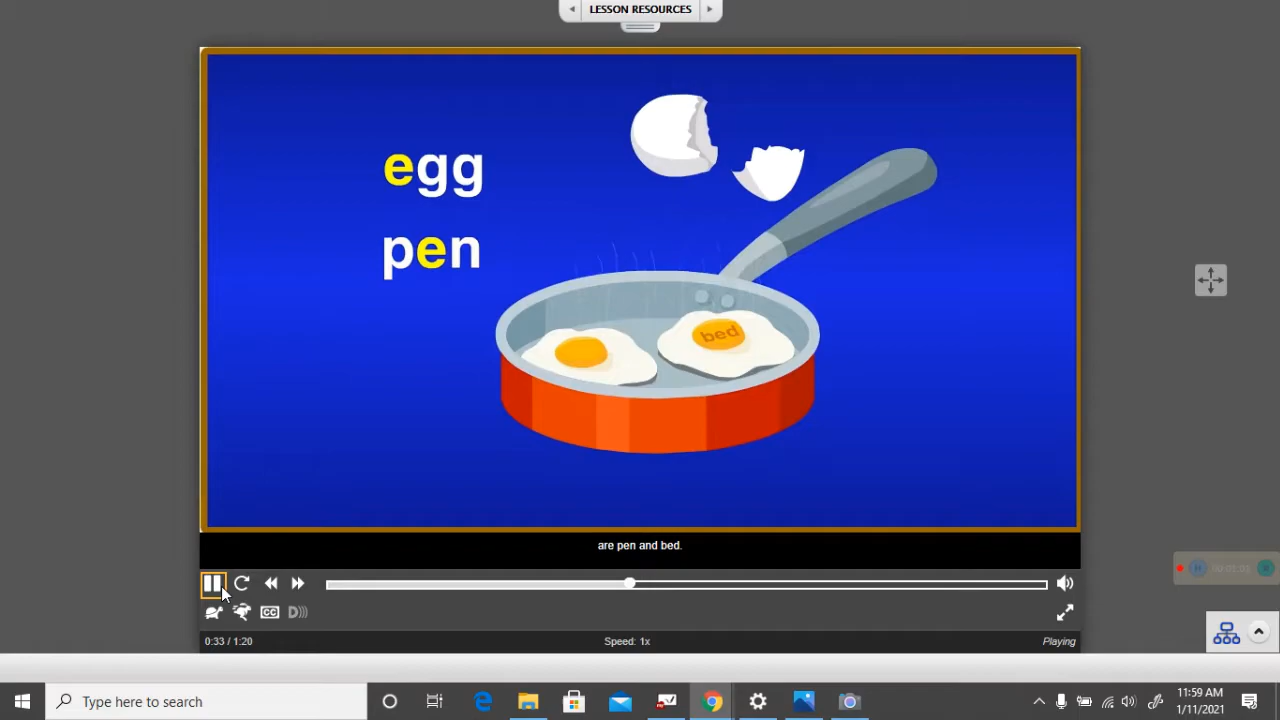 LESSON RESOURCES
egg
pen
bed
are pen and bed.
CC D)))
0:33 / 1:20 Speed: 1x Playing
Type here to search
11:59 AM
1/11/2021